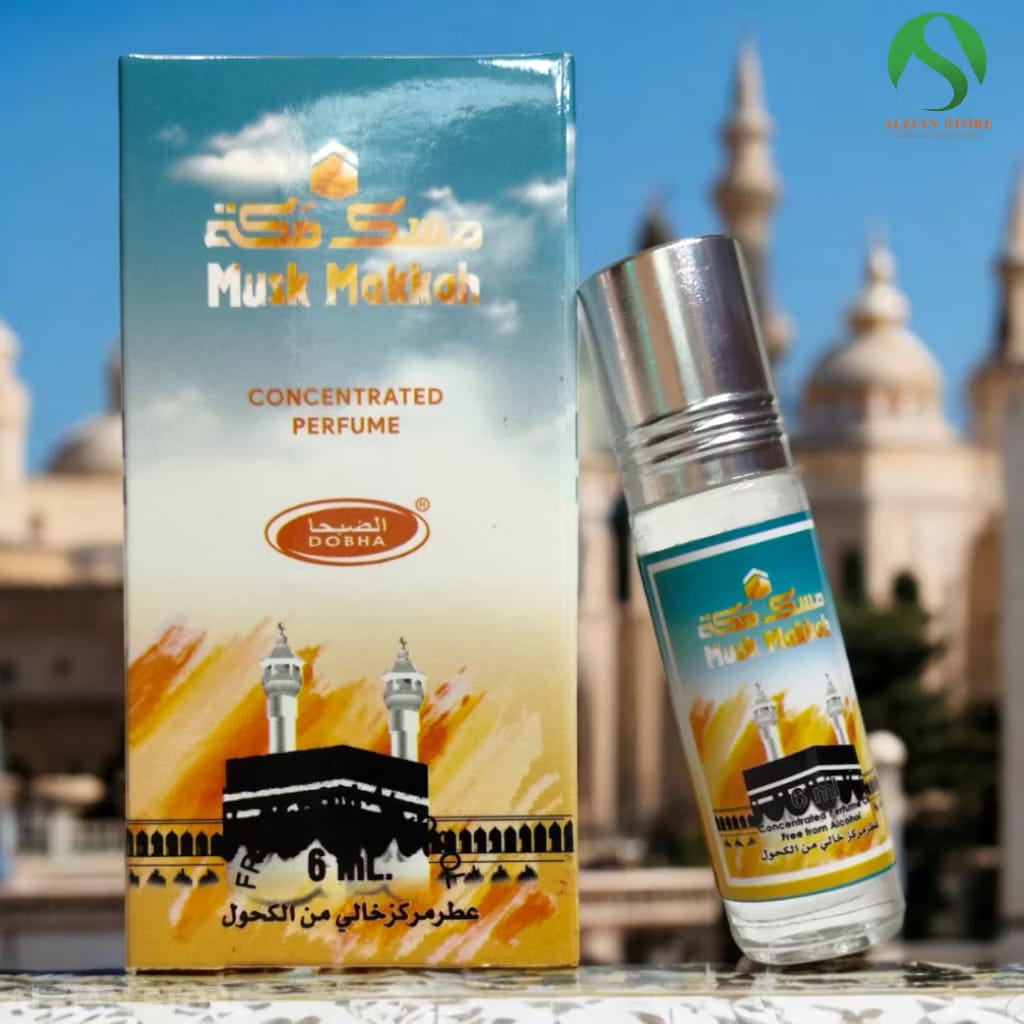 ALZIAN STORE
مسك مكة
Musk Makkah
CONCENTRATED
PERFUME
الضبحا ®
DOBHA
6 ML.
عطر مركز خالي من الكحول
مسك مكة
Musk Makkah
6 ml
Concentrated Perfume
Free from Alcohol
عطر مركز خالي من الكحول